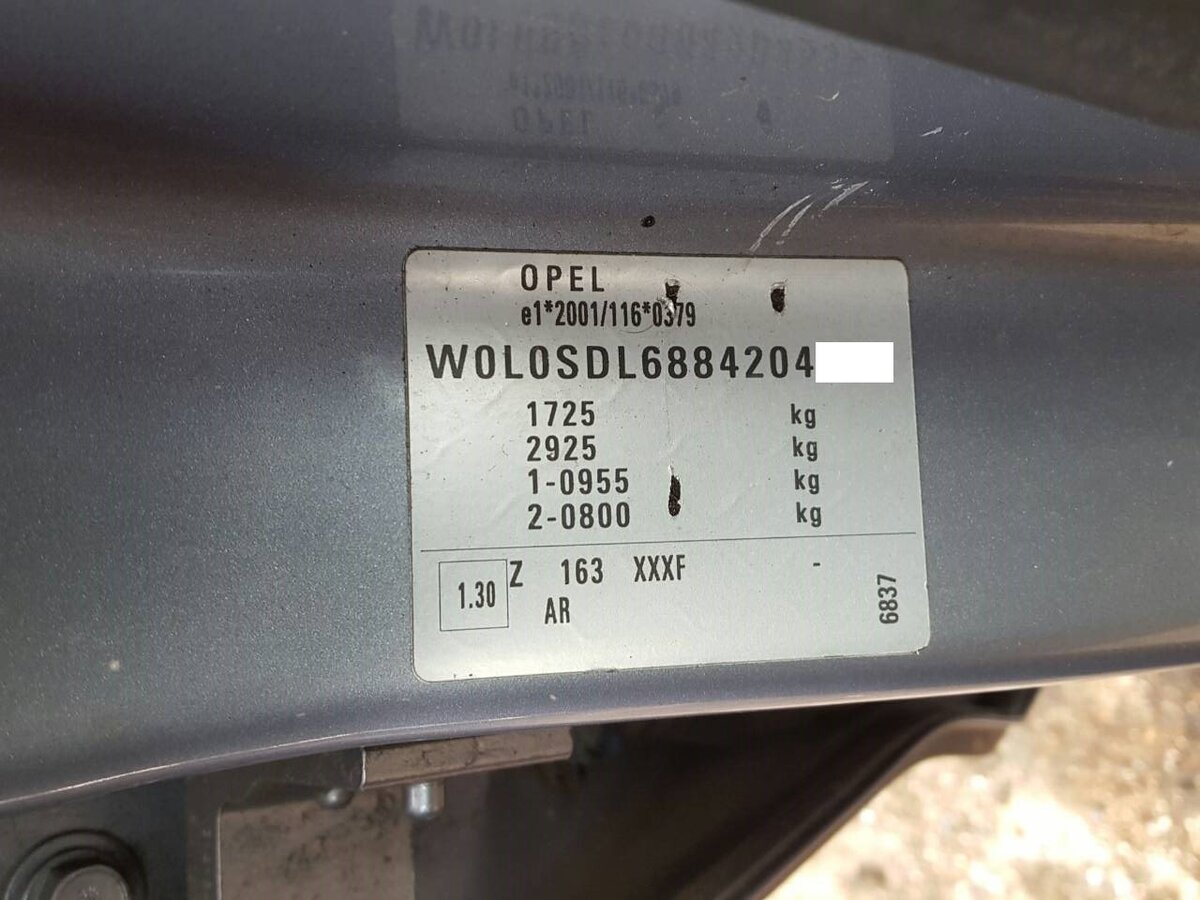 OPEL
e1*2001/116*0379
W0L0SDL6884204
1725 kg
2925 kg
1-0955 kg
2-0800 kg
1.30 Z 163 XXXF -
AR
6837